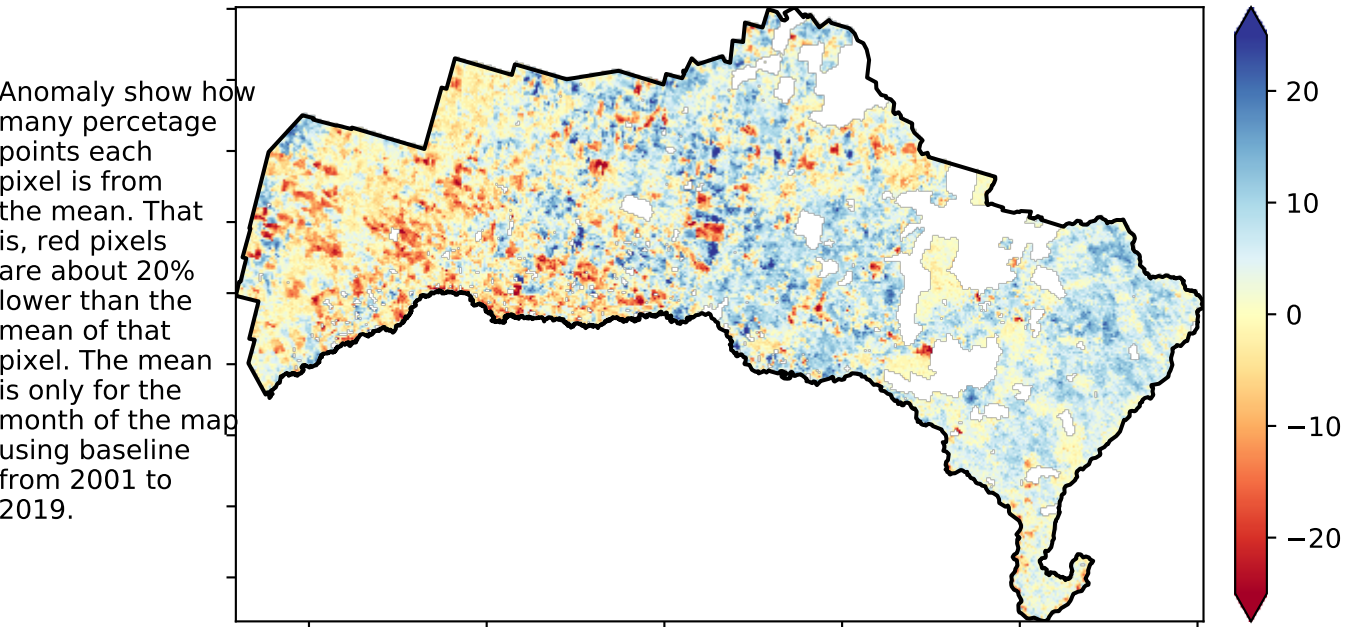 Anomaly show how
many percetage
points each
pixel is from
the mean. That
is, red pixels
are about 20%
lower than the
mean of that
pixel. The mean
is only for the
month of the map
using baseline
from 2001 to
2019.
20
10
0
−10
−20